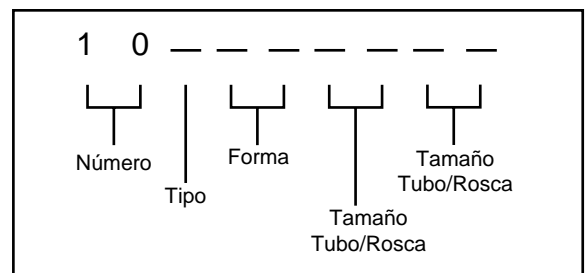 1 0 _ _ _ _ _ _ _
Número
Tipo
Forma
Tamaño
Tubo/Rosca
Tamaño
Tubo/Rosca